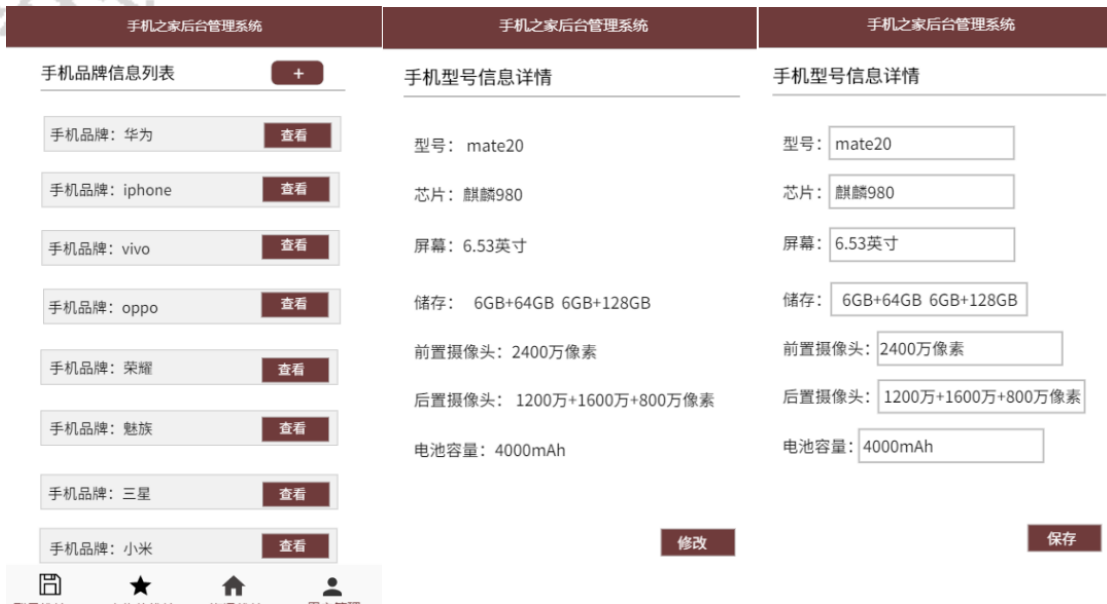 手机之家后台管理系统
手机品牌信息列表
+
手机品牌：华为 查看
手机品牌：iphone 查看
手机品牌：vivo 查看
手机品牌：oppo 查看
手机品牌：荣耀 查看
手机品牌：魅族 查看
手机品牌：三星 查看
手机品牌：小米 查看
手机之家后台管理系统
手机型号信息详情
型号： mate20
芯片：麒麟980
屏幕：6.53英寸
储存： 6GB+64GB 6GB+128GB
前置摄像头：2400万像素
后置摄像头： 1200万+1600万+800万像素
电池容量：4000mAh
修改
手机之家后台管理系统
手机型号信息详情
型号： mate20
芯片： 麒麟980
屏幕： 6.53英寸
储存： 6GB+64GB 6GB+128GB
前置摄像头： 2400万像素
后置摄像头： 1200万+1600万+800万像素
电池容量： 4000mAh
保存